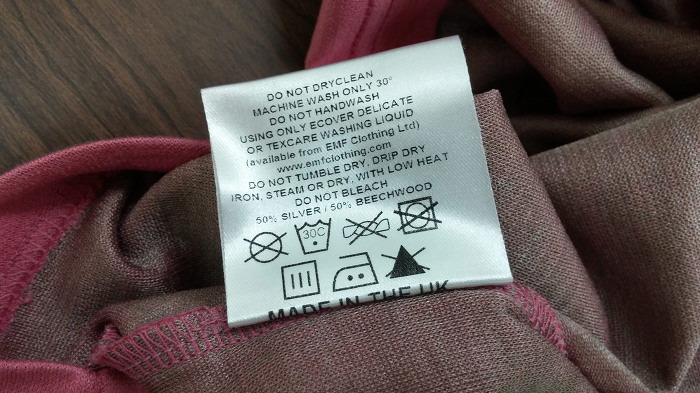 DO NOT DRYCLEAN
MACHINE WASH ONLY 30°
DO NOT HANDWASH
USING ONLY ECOVER DELICATE
OR TEXCARE WASHING LIQUID
(available from EMF Clothing Ltd)
www.emfclothing.com
DO NOT TUMBLE DRY, DRIP DRY
IRON, STEAM OR DRY, WITH LOW HEAT
DO NOT BLEACH
50% SILVER / 50% BEECHWOOD
30C
MADE IN THE UK